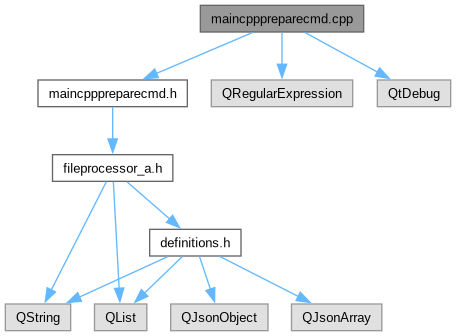 maincpppreparecmd.cpp
maincpppreparecmd.h
QRegularExpression
QtDebug
fileprocessor_a.h
definitions.h
QString
QList
QJsonObject
QJsonArray